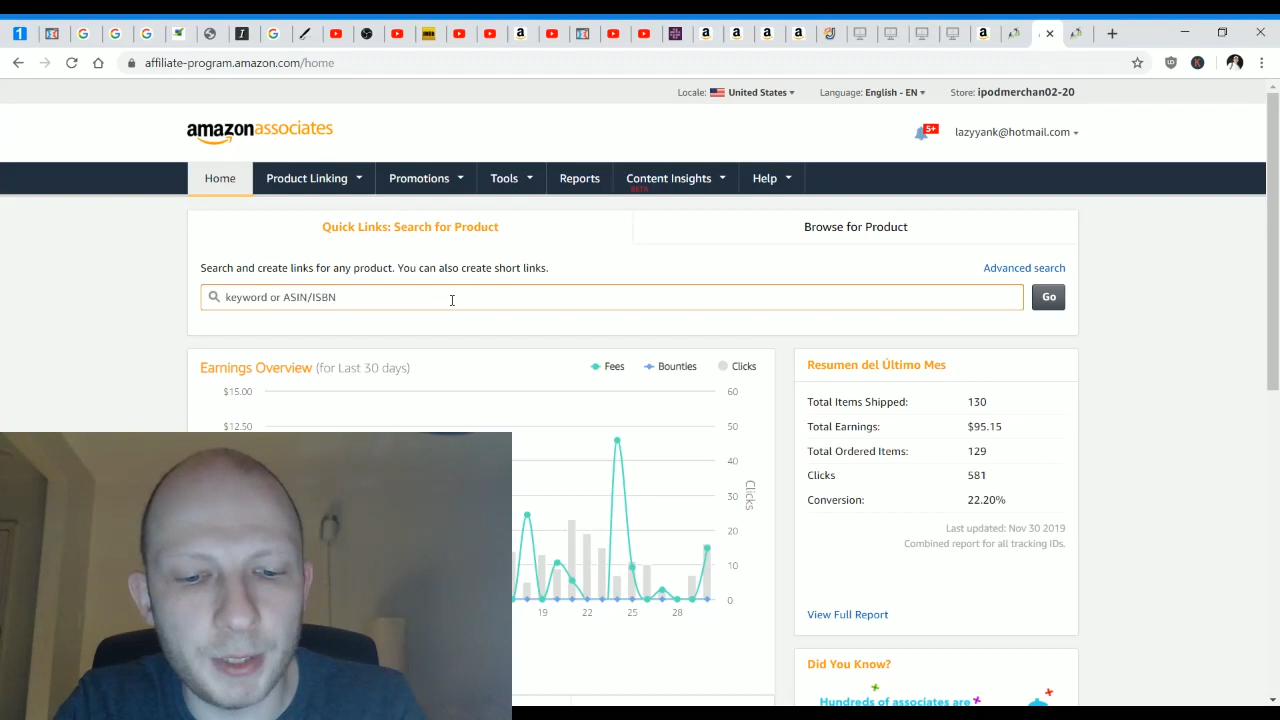 affiliate-program.amazon.com/home
Locale: United States Language: English - EN Store: ipodmerchan02-20
amazonassociates
5+
lazyyank@hotmail.com
Home Product Linking Promotions Tools Reports Content Insights Help
BETA
Quick Links: Search for Product Browse for Product
Search and create links for any product. You can also create short links. Advanced search
keyword or ASIN/ISBN Go
Earnings Overview (for Last 30 days) Fees Bounties Clicks
$15.00 60
$12.50 50
40
30
20
10
0
Clicks
19 22 25 28
Resumen del Último Mes
Total Items Shipped: 130
Total Earnings: $95.15
Total Ordered Items: 129
Clicks 581
Conversion: 22.20%
Last updated: Nov 30 2019
Combined report for all tracking IDs.
View Full Report
Did You Know?
Hundreds of associates are